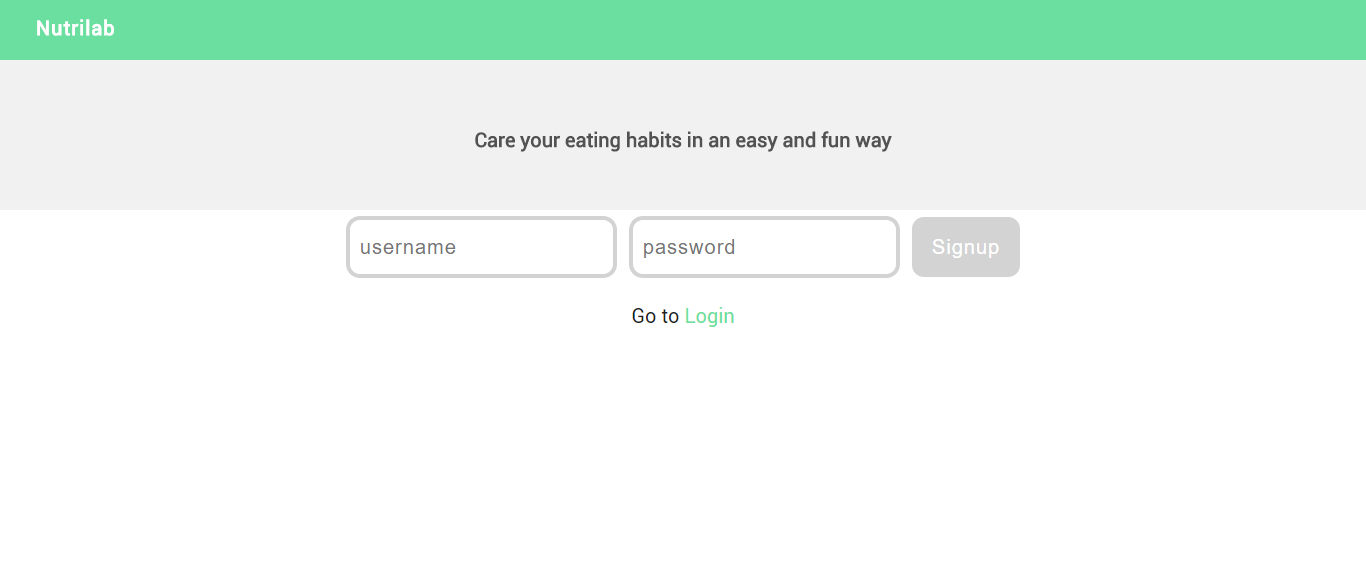 Nutrilab
Care your eating habits in an easy and fun way
username password Signup
Go to Login